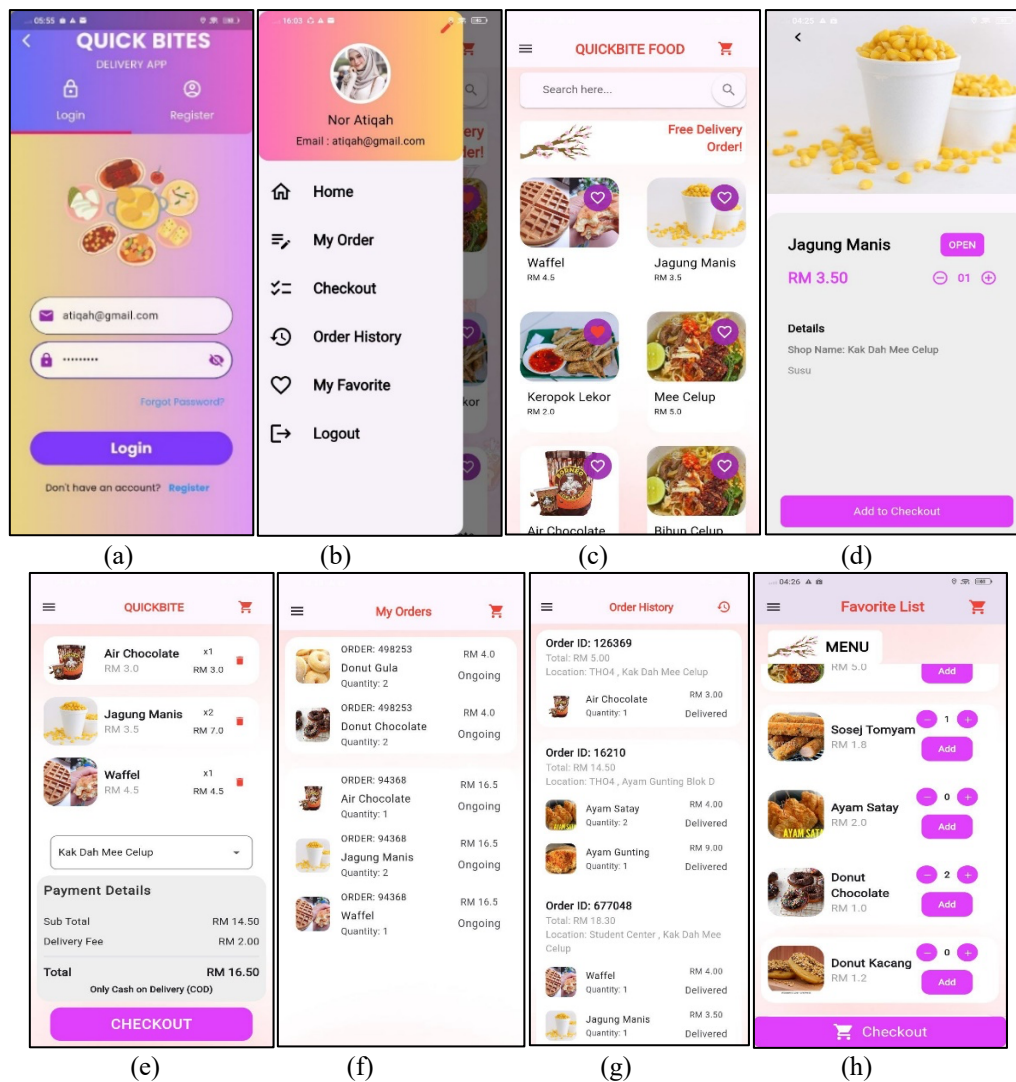 05:55
QUICK BITES
DELIVERY APP
Login
Register
atiqah@gmail.com
·········
Forgot Password?
Login
Don't have an account? Register
(a)
16:03
Nor Atiqah
Email : atiqah@gmail.com
Home
My Order
Checkout
Order History
My Favorite
Logout
ery
er!
kor
(b)
QUICKBITE FOOD
Search here...
Free Delivery
Order!
Waffel
RM 4.5
Jagung Manis
RM 3.5
Keropok Lekor
RM 2.0
Mee Celup
RM 5.0
BORNEO
Air Chocolate
Bihun Celup
(c)
04:25
Jagung Manis
OPEN
RM 3.50
01
Details
Shop Name: Kak Dah Mee Celup
Susu
Add to Checkout
(d)
QUICKBITE
Air Chocolate x1
RM 3.0 RM 3.0
Jagung Manis x2
RM 3.5 RM 7.0
Waffel x1
RM 4.5 RM 4.5
Kak Dah Mee Celup
Payment Details
Sub Total RM 14.50
Delivery Fee RM 2.00
Total RM 16.50
Only Cash on Delivery (COD)
CHECKOUT
(e)
My Orders
ORDER: 498253 RM 4.0
Donut Gula Ongoing
Quantity: 2
ORDER: 498253 RM 4.0
Donut Chocolate Ongoing
Quantity: 2
ORDER: 94368 RM 16.5
Air Chocolate Ongoing
Quantity: 1
ORDER: 94368 RM 16.5
Jagung Manis Ongoing
Quantity: 2
ORDER: 94368 RM 16.5
Waffel Ongoing
Quantity: 1
(f)
Order History
Order ID: 126369
Total: RM 5.00
Location: THO4 , Kak Dah Mee Celup
Air Chocolate RM 3.00
Quantity: 1 Delivered
Order ID: 16210
Total: RM 14.50
Location: THO4 , Ayam Gunting Blok D
Ayam Satay RM 4.00
Quantity: 2 Delivered
Ayam Gunting RM 9.00
Quantity: 1 Delivered
Order ID: 677048
Total: RM 18.30
Location: Student Center , Kak Dah Mee
Celup
Waffel RM 4.00
Quantity: 1 Delivered
Jagung Manis RM 3.50
Quantity: 1 Delivered
(g)
04:26
Favorite List
MENU
RM 5.0 Add
Sosej Tomyam 1
RM 1.8 Add
AYAM SATA
Ayam Satay 0
RM 2.0 Add
Donut 2
Chocolate
RM 1.0 Add
Donut Kacang 0
RM 1.2 Add
Checkout
(h)